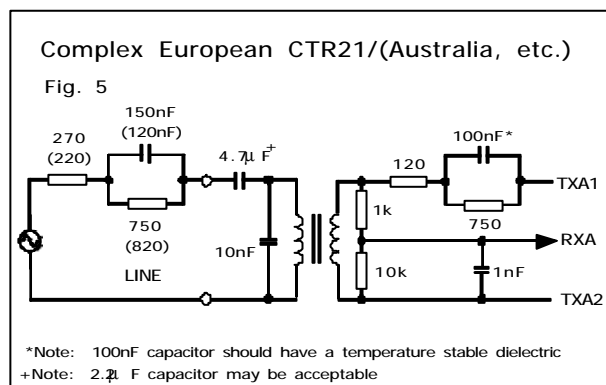 Complex European CTR21/(Australia, etc.)
Fig. 5
150nF
(120nF)
270
(220)
4.7μ F+
100nF*
120
TXA1
750
(820)
10nF
1k
750
RXA
LINE
10k
1nF
TXA2
*Note: 100nF capacitor should have a temperature stable dielectric
+Note: 2.2μ F capacitor may be acceptable